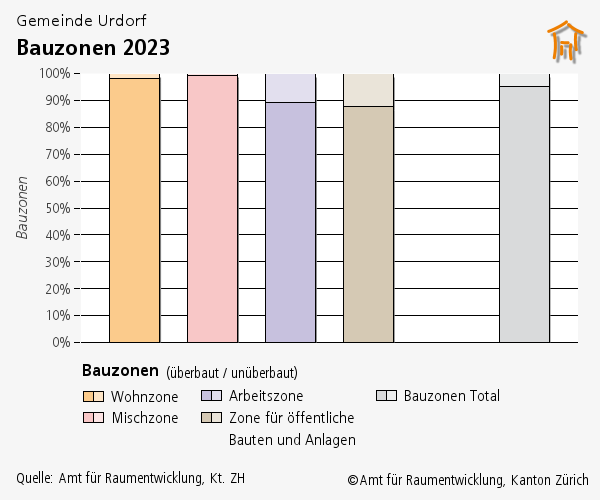 Gemeinde Urdorf
Bauzonen 2023
100%
90%
80%
70%
60%
50%
40%
30%
20%
10%
0%
Bauzonen
Bauzonen (überbaut / unüberbaut)
Wohnzone
Arbeitszone
Bauzonen Total
Mischzone
Zone für öffentliche
Bauten und Anlagen
Quelle: Amt für Raumentwicklung, Kt. ZH
©Amt für Raumentwicklung, Kanton Zürich